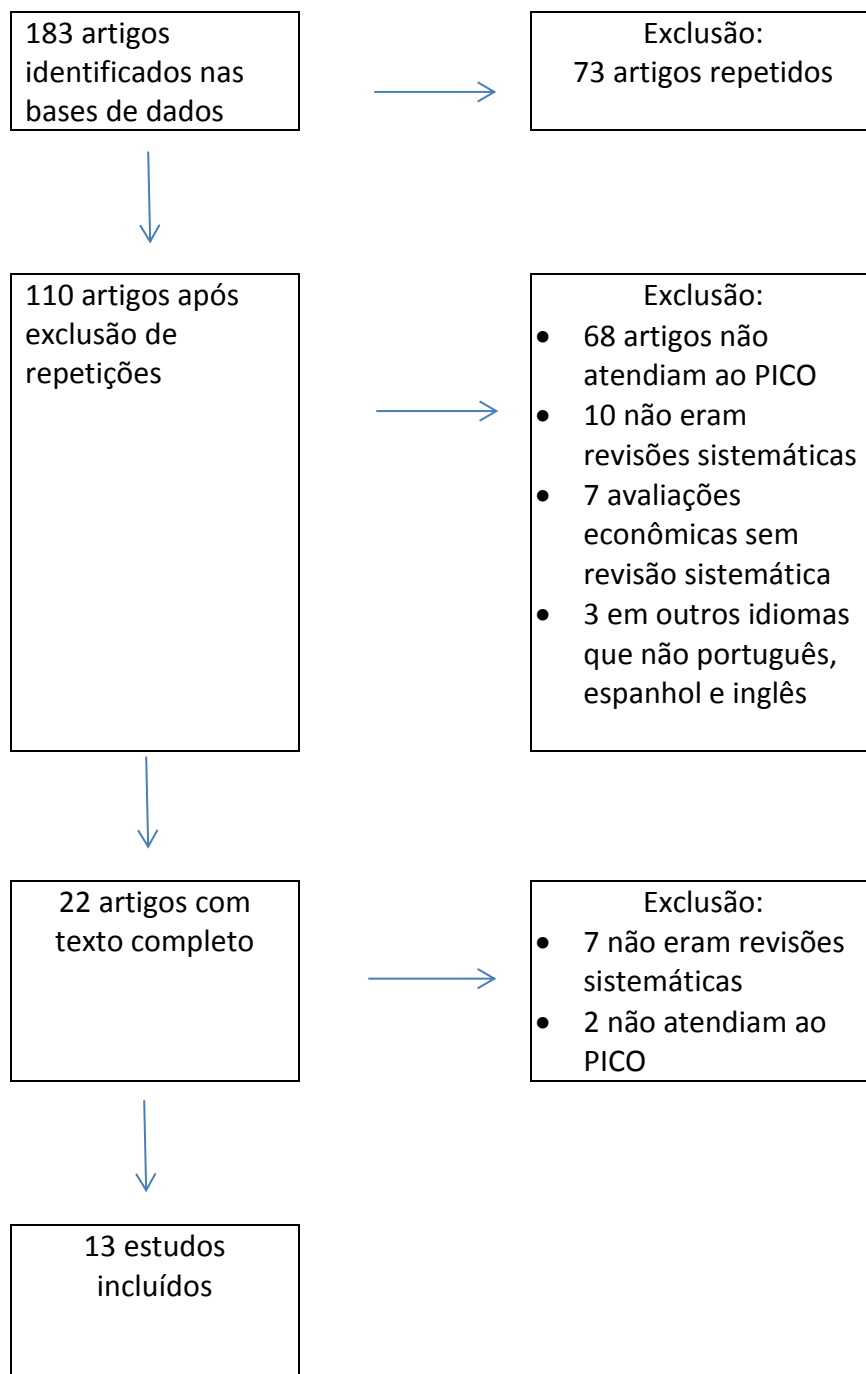 183 artigos
identificados nas
bases de dados
Exclusão:
73 artigos repetidos
110 artigos após
exclusão de
repetições
Exclusão:
• 68 artigos não
atendiam ao PICO
• 10 não eram
revisões sistemáticas
• 7 avaliações
econômicas sem
revisão sistemática
• 3 em outros idiomas
que não português,
espanhol e inglês
22 artigos com
texto completo
Exclusão:
• 7 não eram revisões
sistemáticas
• 2 não atendiam ao
PICO
13 estudos
incluídos